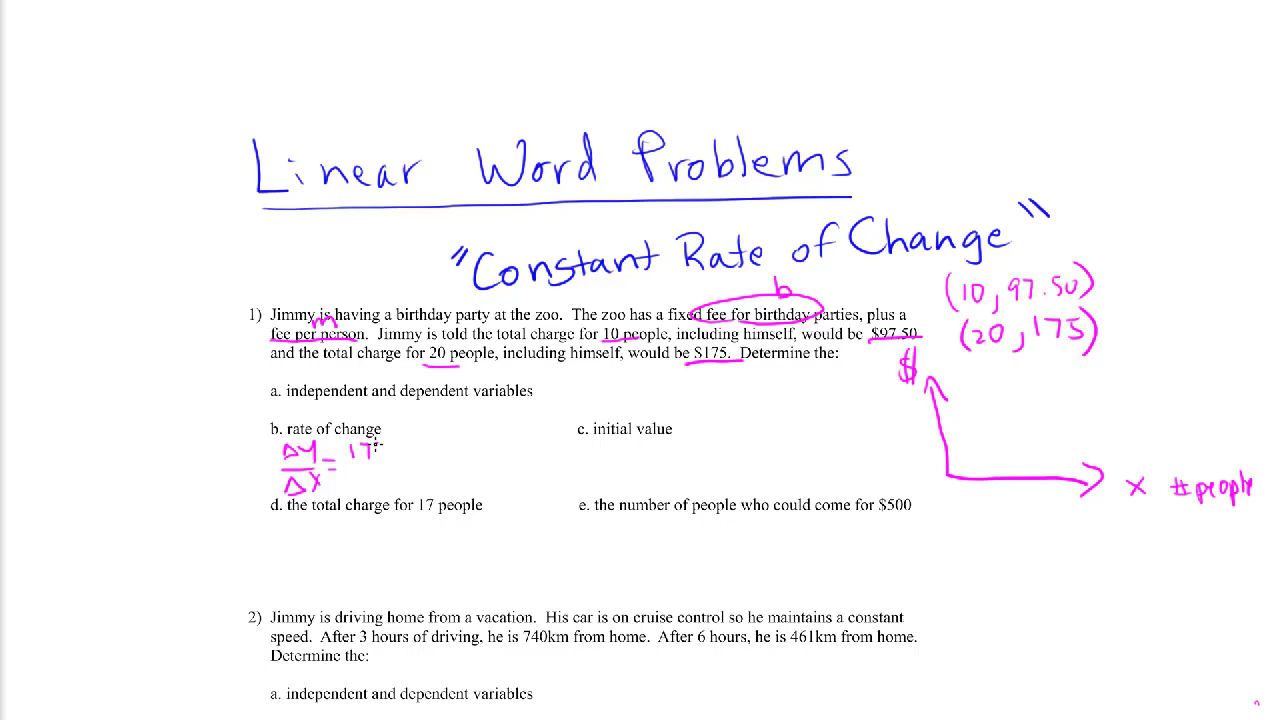 Linear Word Problems
"Constant Rate of Change"
b
(10, 97.50)
1) Jimmy is having a birthday party at the zoo. The zoo has a fixed fee for birthday parties, plus a
m
fee per person. Jimmy is told the total charge for 10 people, including himself, would be $97.50
(20, 175)
and the total charge for 20 people, including himself, would be $175. Determine the:
$
a. independent and dependent variables
b. rate of change c. initial value
ΔY/ΔX = 17
x # people
d. the total charge for 17 people e. the number of people who could come for $500
2) Jimmy is driving home from a vacation. His car is on cruise control so he maintains a constant
speed. After 3 hours of driving, he is 740km from home. After 6 hours, he is 461km from home.
Determine the:
a. independent and dependent variables